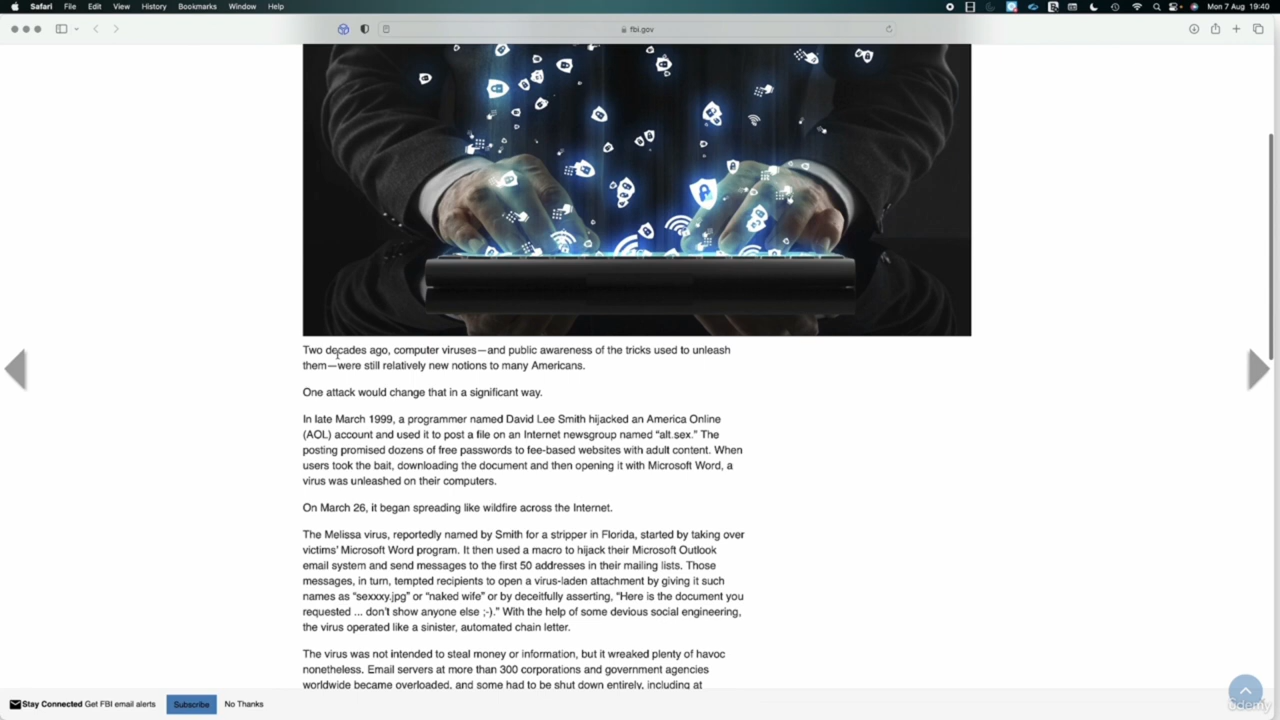 Safari File Edit View History Bookmarks Window Help Mon 7 Aug 19:40
fbi.gov
Two decades ago, computer viruses—and public awareness of the tricks used to unleash
them—were still relatively new notions to many Americans.
One attack would change that in a significant way.
In late March 1999, a programmer named David Lee Smith hijacked an America Online
(AOL) account and used it to post a file on an Internet newsgroup named “alt.sex.” The
posting promised dozens of free passwords to fee-based websites with adult content. When
users took the bait, downloading the document and then opening it with Microsoft Word, a
virus was unleashed on their computers.
On March 26, it began spreading like wildfire across the Internet.
The Melissa virus, reportedly named by Smith for a stripper in Florida, started by taking over
victims’ Microsoft Word program. It then used a macro to hijack their Microsoft Outlook
email system and send messages to the first 50 addresses in their mailing lists. Those
messages, in turn, tempted recipients to open a virus-laden attachment by giving it such
names as “sexxxy.jpg” or “naked wife” or by deceitfully asserting, “Here is the document you
requested ... don’t show anyone else ;-).” With the help of some devious social engineering,
the virus operated like a sinister, automated chain letter.
The virus was not intended to steal money or information, but it wreaked plenty of havoc
nonetheless. Email servers at more than 300 corporations and government agencies
worldwide became overloaded, and some had to be shut down entirely, including at
Stay Connected Get FBI email alerts Subscribe No Thanks
ûdemy